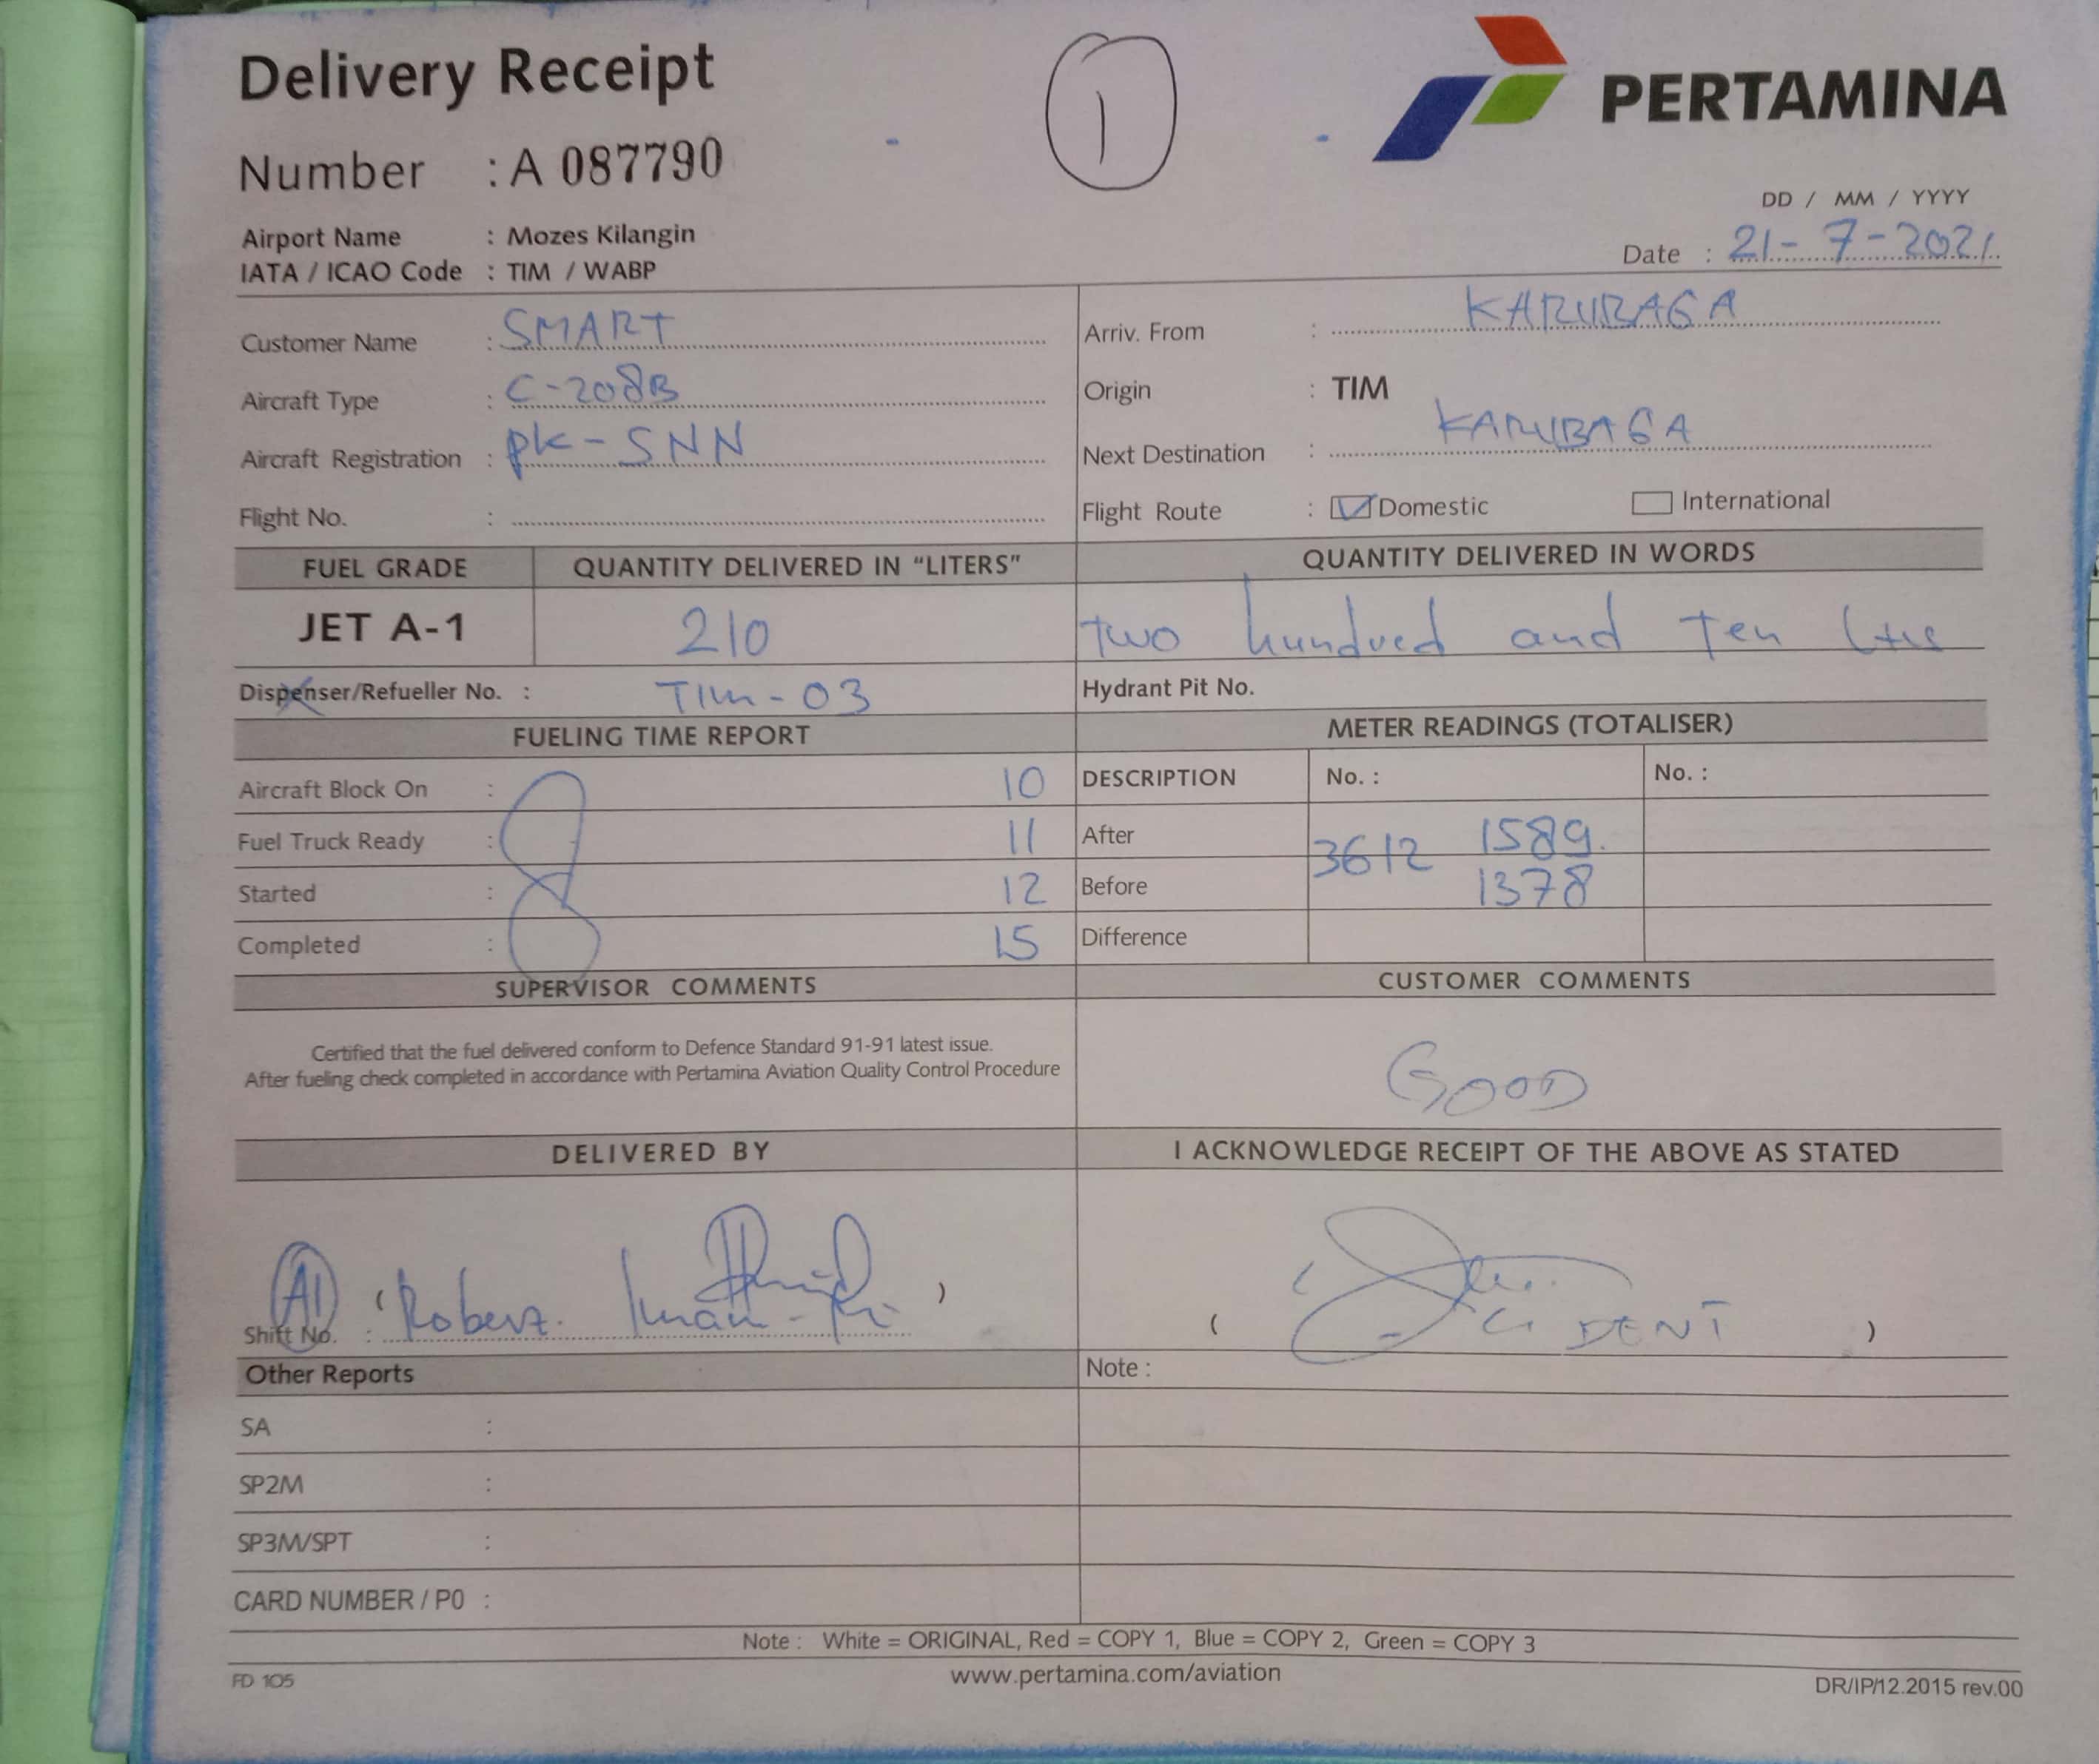 Delivery Receipt
1
PERTAMINA
Number : A 087790
DD / MM / YYYY
Airport Name : Mozes Kilangin
Date : 21-7-2021
IATA / ICAO Code : TIM / WABP
Customer Name : SMART
Arriv. From : KARUBAGA
Aircraft Type : C-208B
Origin : TIM
Aircraft Registration : pk-SNN
Next Destination : KARUBAGA
Flight No. :
Flight Route : Domestic International
FUEL GRADE QUANTITY DELIVERED IN "LITERS" QUANTITY DELIVERED IN WORDS
JET A-1 210 Two hundred and Ten
Dispenser/Refueller No. : TIM-03 Hydrant Pit No.
FUELING TIME REPORT METER READINGS (TOTALISER)
Aircraft Block On : 8 10 DESCRIPTION No. : No. :
Fuel Truck Ready : 11 After 3612 1589.
Started : 12 Before 1378
Completed : 15 Difference
SUPERVISOR COMMENTS CUSTOMER COMMENTS
Certified that the fuel delivered conform to Defence Standard 91-91 latest issue.
After fueling check completed in accordance with Pertamina Aviation Quality Control Procedure
GOOD
DELIVERED BY I ACKNOWLEDGE RECEIPT OF THE ABOVE AS STATED
A1
Shift No. : ( Robert. ) ( DENT )
Other Reports Note :
SA :
SP2M :
SP3M/SPT :
CARD NUMBER / P0 :
Note : White = ORIGINAL, Red = COPY 1, Blue = COPY 2, Green = COPY 3
FD 105 www.pertamina.com/aviation DR/IP/12.2015 rev.00